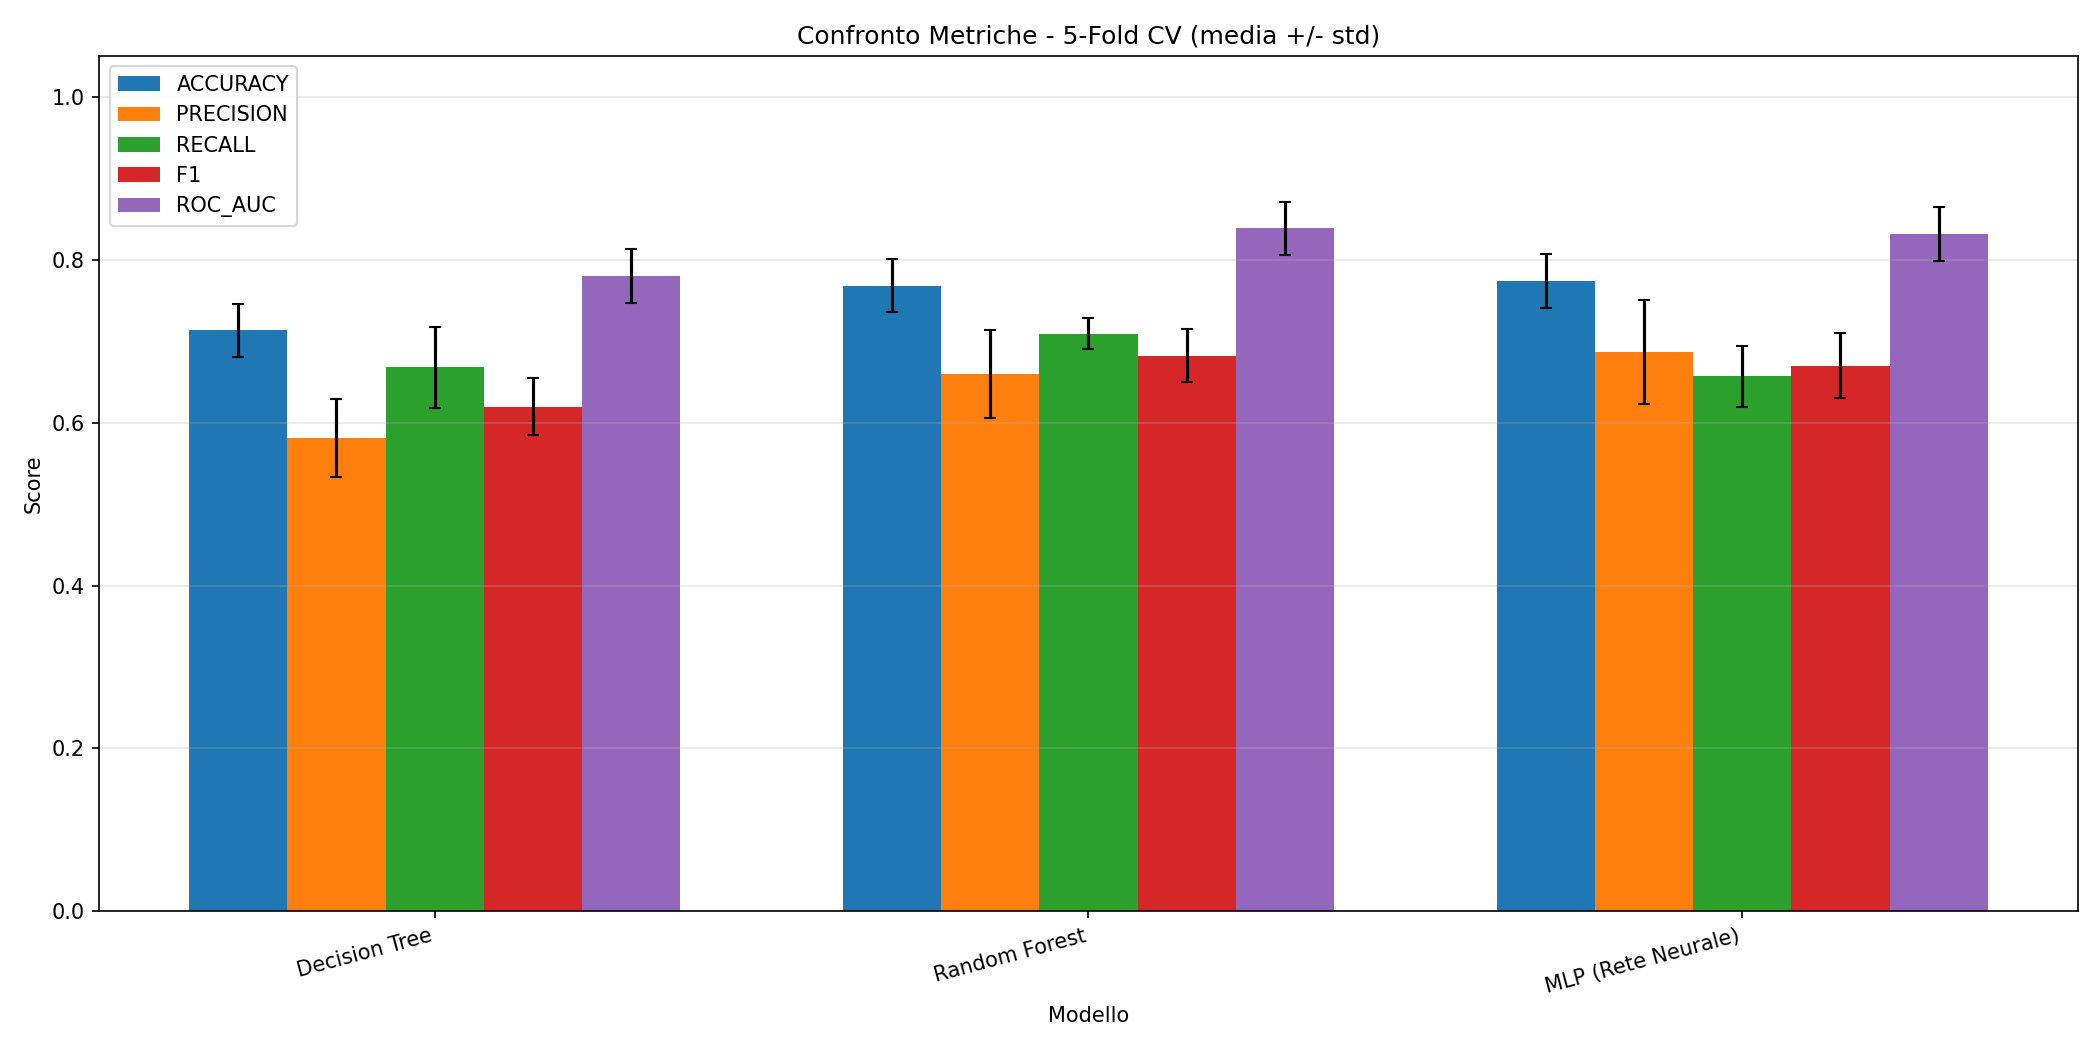 Confronto Metriche - 5-Fold CV (media +/- std)
ACCURACY
PRECISION
RECALL
F1
ROC_AUC
1.0
0.8
0.6
0.4
0.2
0.0
Score
Decision Tree
Random Forest
MLP (Rete Neurale)
Modello